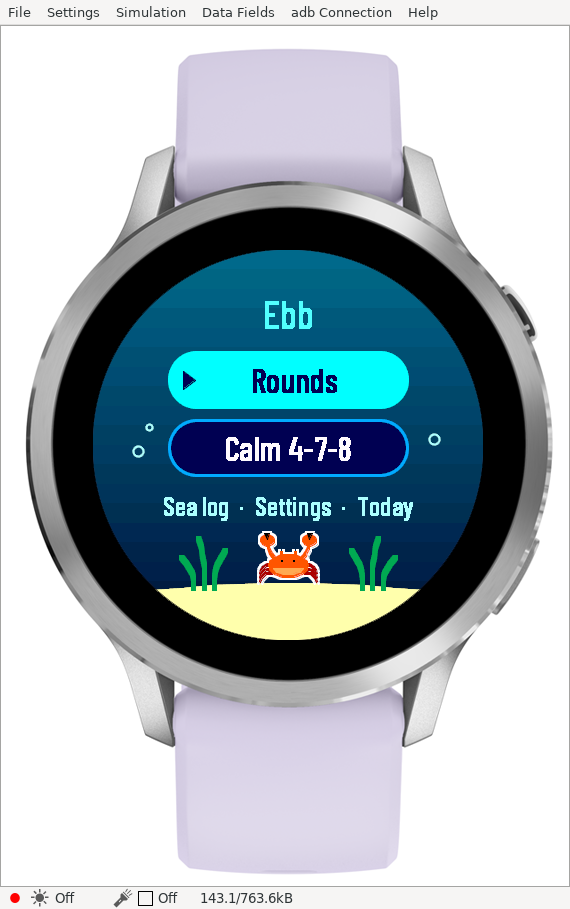 File Settings Simulation Data Fields adb Connection Help
Ebb
Rounds
Calm 4-7-8
Sea log · Settings · Today
Off Off 143.1/763.6kB